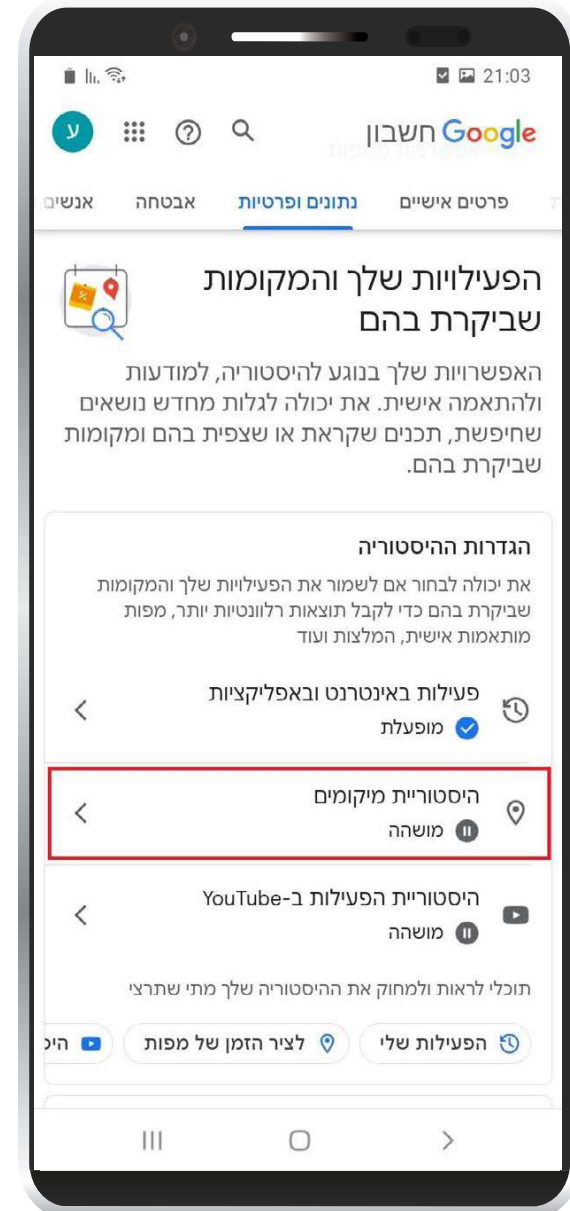 21:03
Google חשבון
ע
פרטים אישיים
נתונים ופרטיות
אבטחה
אנשים
הפעילויות שלך והמקומות
שביקרת בהם
האפשרויות שלך בנוגע להיסטוריה, למודעות
ולהתאמה אישית. את יכולה לגלות מחדש נושאים
שחיפשת, תכנים שקראת או שצפית בהם ומקומות
שביקרת בהם.
הגדרות ההיסטוריה
את יכולה לבחור אם לשמור את הפעילויות שלך והמקומות
שביקרת בהם כדי לקבל תוצאות רלוונטיות יותר, מפות
מותאמות אישית, המלצות ועוד
פעילות באינטרנט ובאפליקציות
מופעלת
היסטוריית מיקומים
מושהה
היסטוריית הפעילות ב-YouTube
מושהה
תוכלי לראות ולמחוק את ההיסטוריה שלך מתי שתרצי
הפעילות שלי
לציר הזמן של מפות